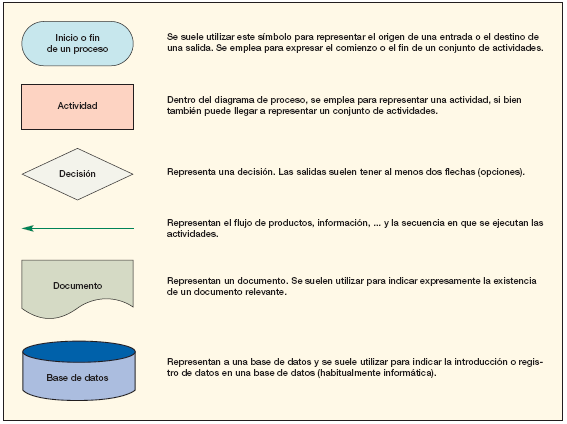 Inicio o fin
de un proceso
Se suele utilizar este símbolo para representar el origen de una entrada o el destino de
una salida. Se emplea para expresar el comienzo o el fin de un conjunto de actividades.
Actividad
Dentro del diagrama de proceso, se emplea para representar una actividad, si bien
también puede llegar a representar un conjunto de actividades.
Decisión
Representa una decisión. Las salidas suelen tener al menos dos flechas (opciones).
Representan el flujo de productos, información, ... y la secuencia en que se ejecutan las
actividades.
Documento
Representan un documento. Se suelen utilizar para indicar expresamente la existencia
de un documento relevante.
Base de datos
Representan a una base de datos y se suele utilizar para indicar la introducción o regis-
tro de datos en una base de datos (habitualmente informática).